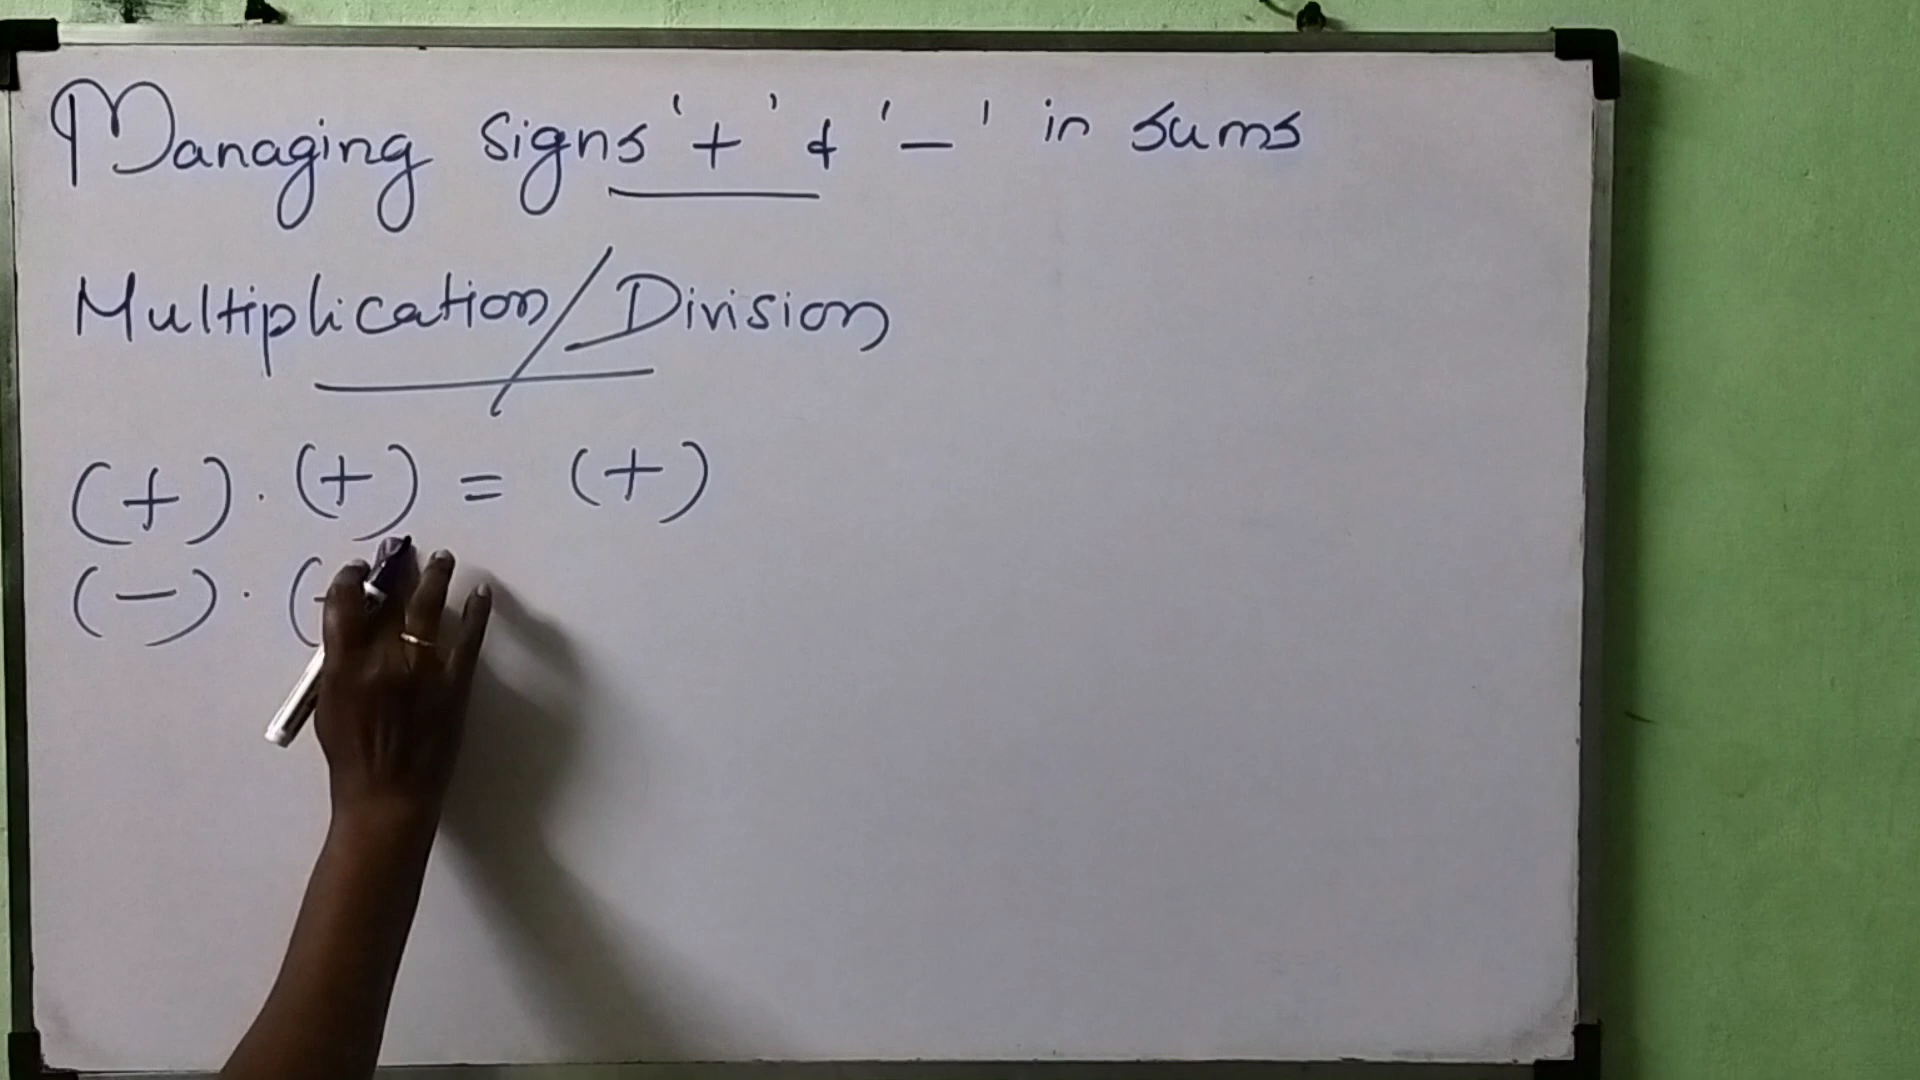 Managing signs '+' & '-' in sums
Multiplication/Division
(+) . (+) = (+)
(-) . (